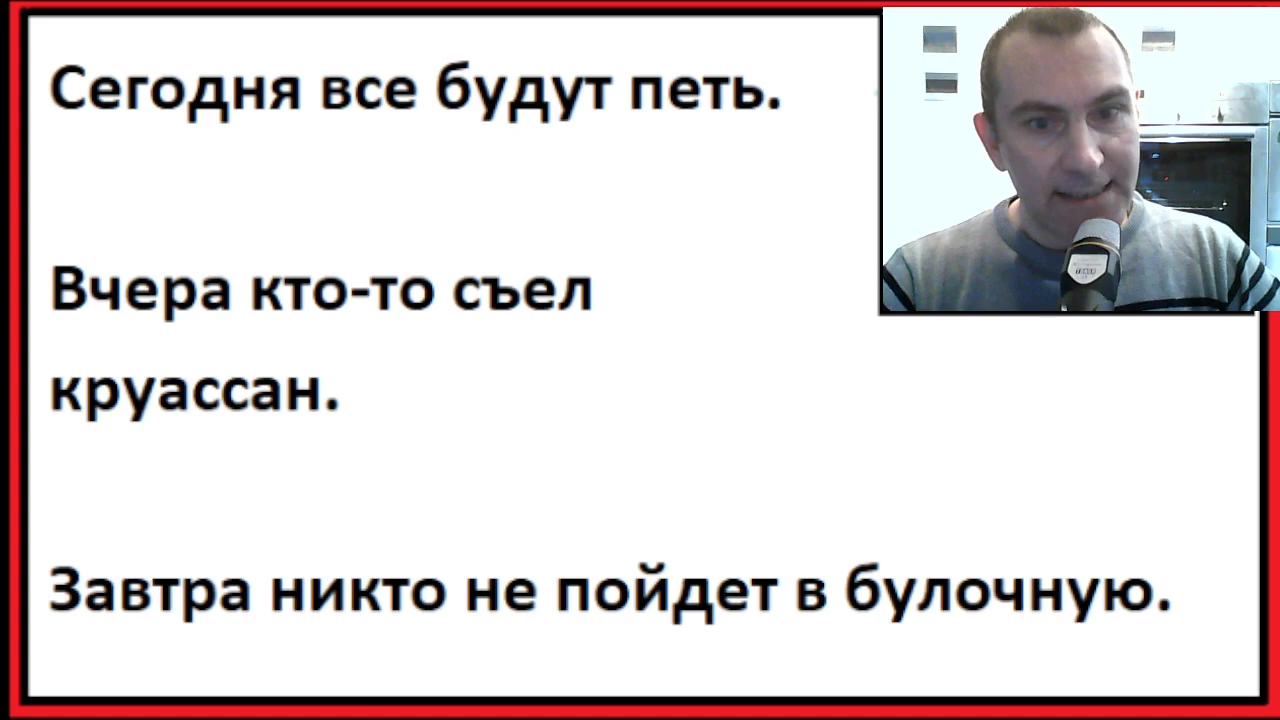 Сегодня все будут петь.
Вчера кто-то съел
круассан.
Завтра никто не пойдет в булочную.